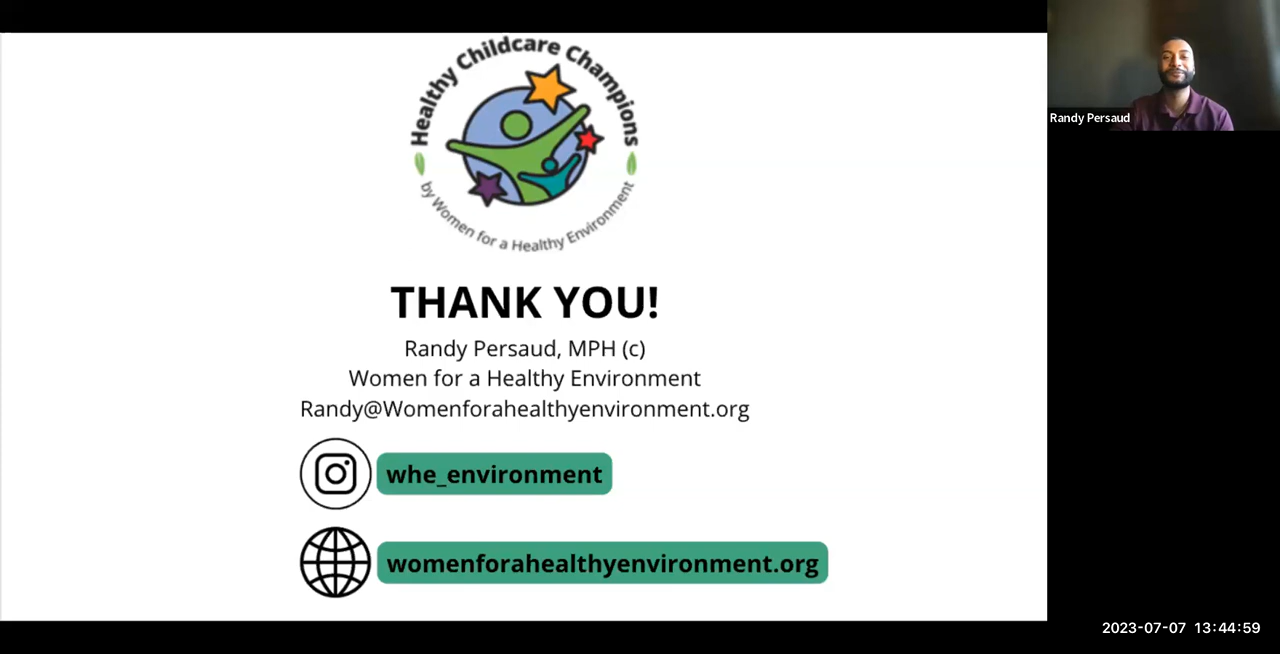 Healthy Childcare Champions
by Women for a Healthy Environment
THANK YOU!
Randy Persaud, MPH (c)
Women for a Healthy Environment
Randy@Womenforahealthyenvironment.org
whe_environment
womenforahealthyenvironment.org
Randy Persaud
2023-07-07 13:44:59